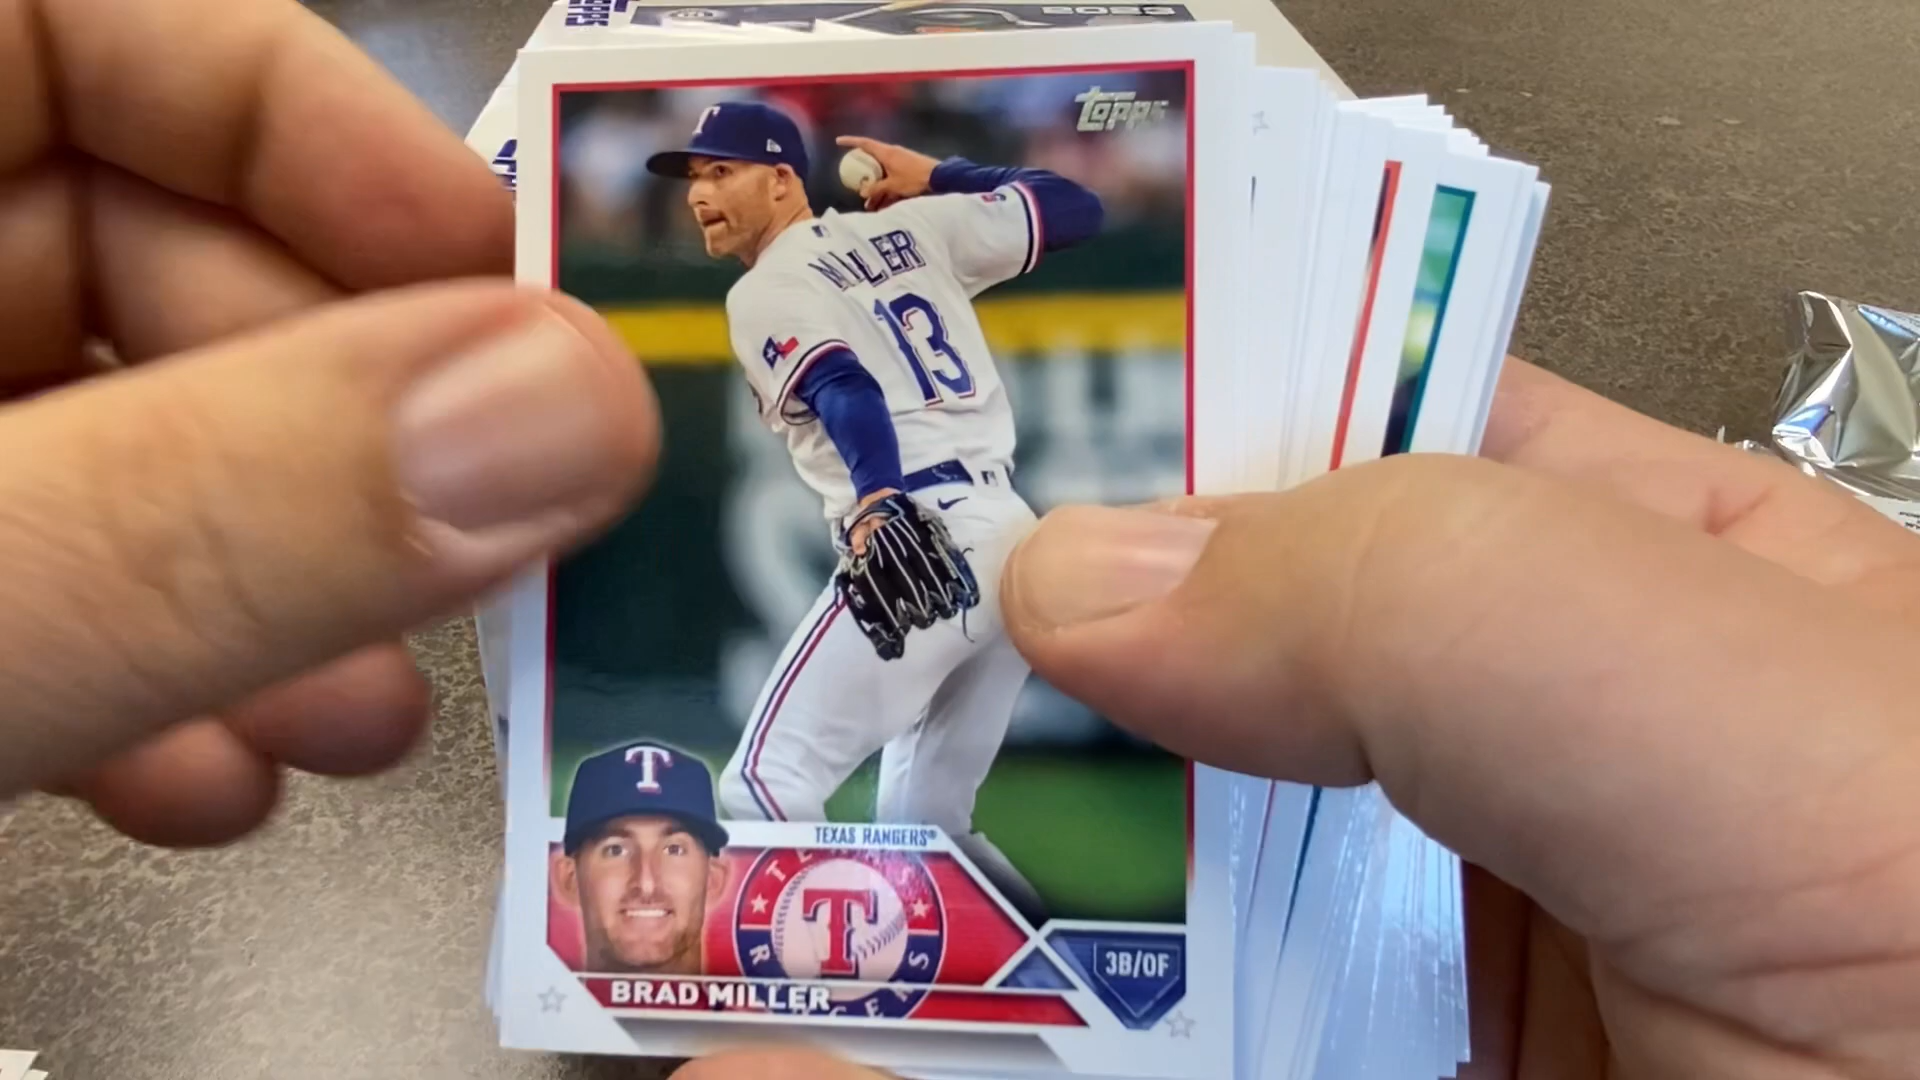 Topps
T
MILLER
13
T
TEXAS RANGERS®
T
BRAD MILLER
3B/OF